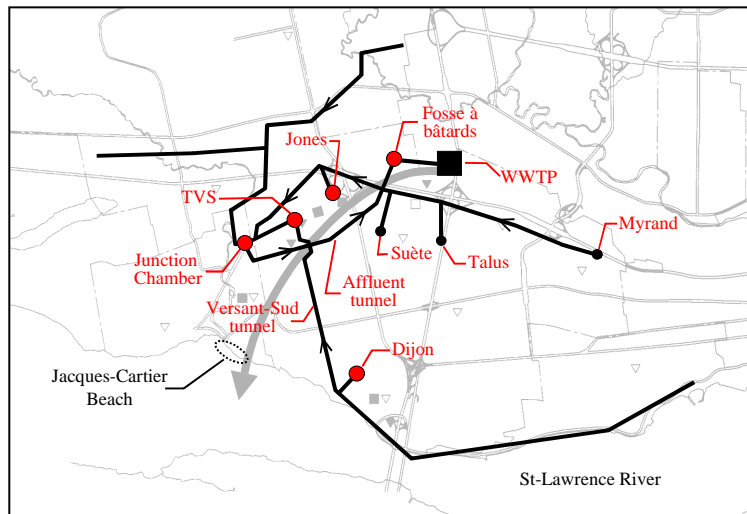 Fosse à
bâtards
Jones
WWTP
TVS
Myrand
Junction
Chamber
Suète
Talus
Affluent
tunnel
Versant-Sud
tunnel
Dijon
Jacques-Cartier
Beach
St-Lawrence River